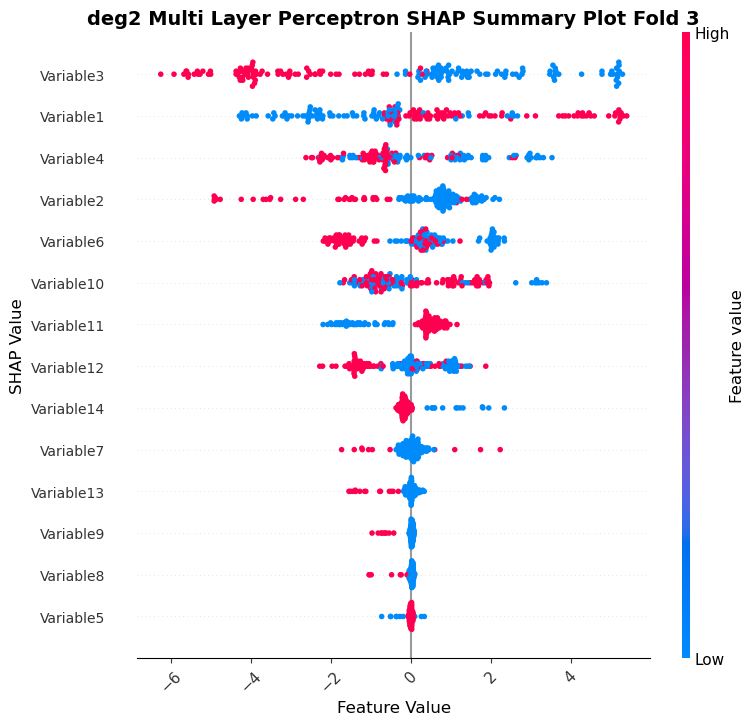 deg2 Multi Layer Perceptron SHAP Summary Plot Fold 3
High
Variable3
Variable1
Variable4
Variable2
Variable6
Variable10
Variable11
Variable12
Variable14
Variable7
Variable13
Variable9
Variable8
Variable5
SHAP Value
Feature value
Low
−6
−4
−2
0
2
4
Feature Value